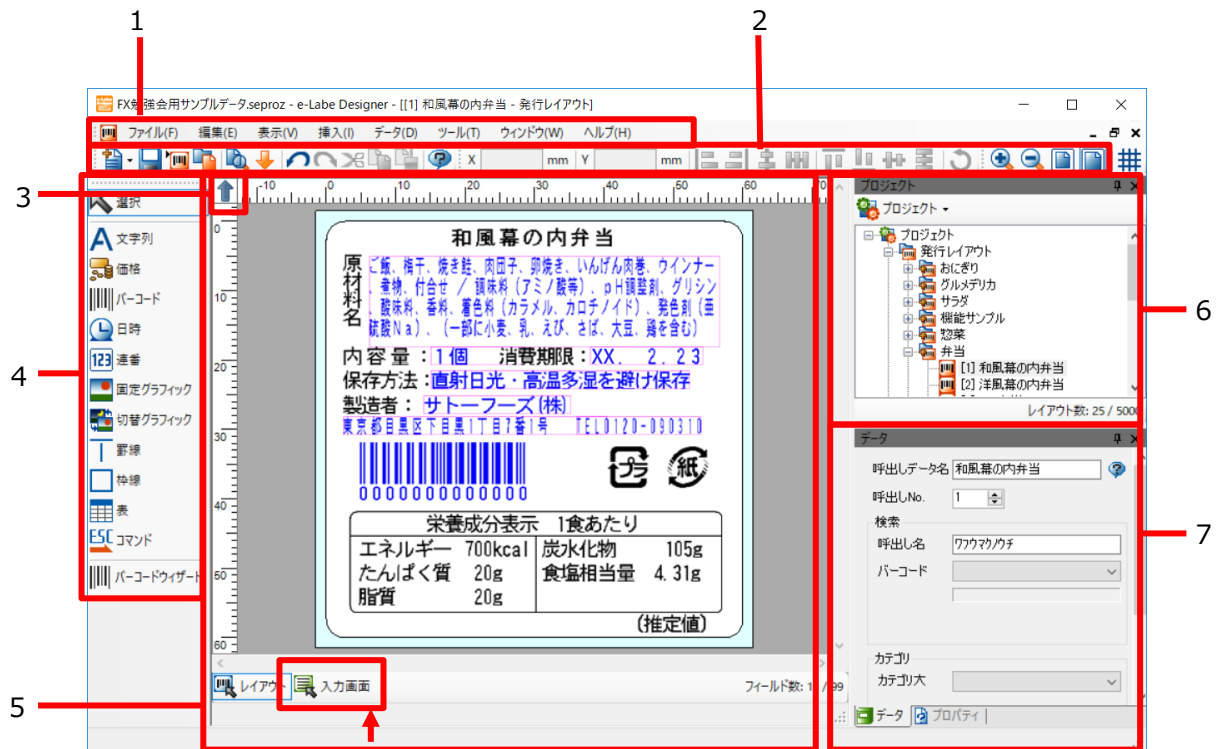 1
2
FX勉強会用サンプルデータ.seproz - e-Labe Designer - [[1] 和風幕の内弁当 - 発行レイアウト]
ファイル(F) 編集(E) 表示(V) 挿入(I) データ(D) ツール(T) ウィンドウ(W) ヘルプ(H)
X mm Y mm
3
4
5
選択
文字列
価格
バーコード
日時
123 連番
固定グラフィック
切替グラフィック
罫線
枠線
表
ESC コマンド
バーコードウィザード
-10 0 10 20 30 40 50 60 70
0
10
20
30
40
50
60
和風幕の内弁当
原材料名
ご飯、梅干、焼き鮭、肉団子、卵焼き、いんげん肉巻、ウインナー
、煮物、付合せ / 調味料(アミノ酸等)、pH調整剤、グリシン
、酸味料、香料、着色料(カラメル、カロチノイド)、発色剤(亜
硫酸Na)、(一部に小麦、乳、えび、さば、大豆、鶏を含む)
内容量:1個 消費期限:XX. 2.23
保存方法:直射日光・高温多湿を避け保存
製造者: サトーフーズ(株)
東京都目黒区下目黒1丁目7番1号 TEL0120-090310
0000000000000
プラ
紙
栄養成分表示 1食あたり
エネルギー 700kcal 炭水化物 105g
たんぱく質 20g 食塩相当量 4.31g
脂質 20g
(推定値)
レイアウト 入力画面
フィールド数: 1 / 99
プロジェクト
プロジェクト
プロジェクト
発行レイアウト
おにぎり
グルメデリカ
サラダ
機能サンプル
惣菜
弁当
[1] 和風幕の内弁当
[2] 洋風幕の内弁当
レイアウト数: 25 / 5000
6
データ
呼出しデータ名 和風幕の内弁当
呼出しNo. 1
検索
呼出し名 ワフウマクノウチ
バーコード
カテゴリ
カテゴリ大
データ プロパティ
7